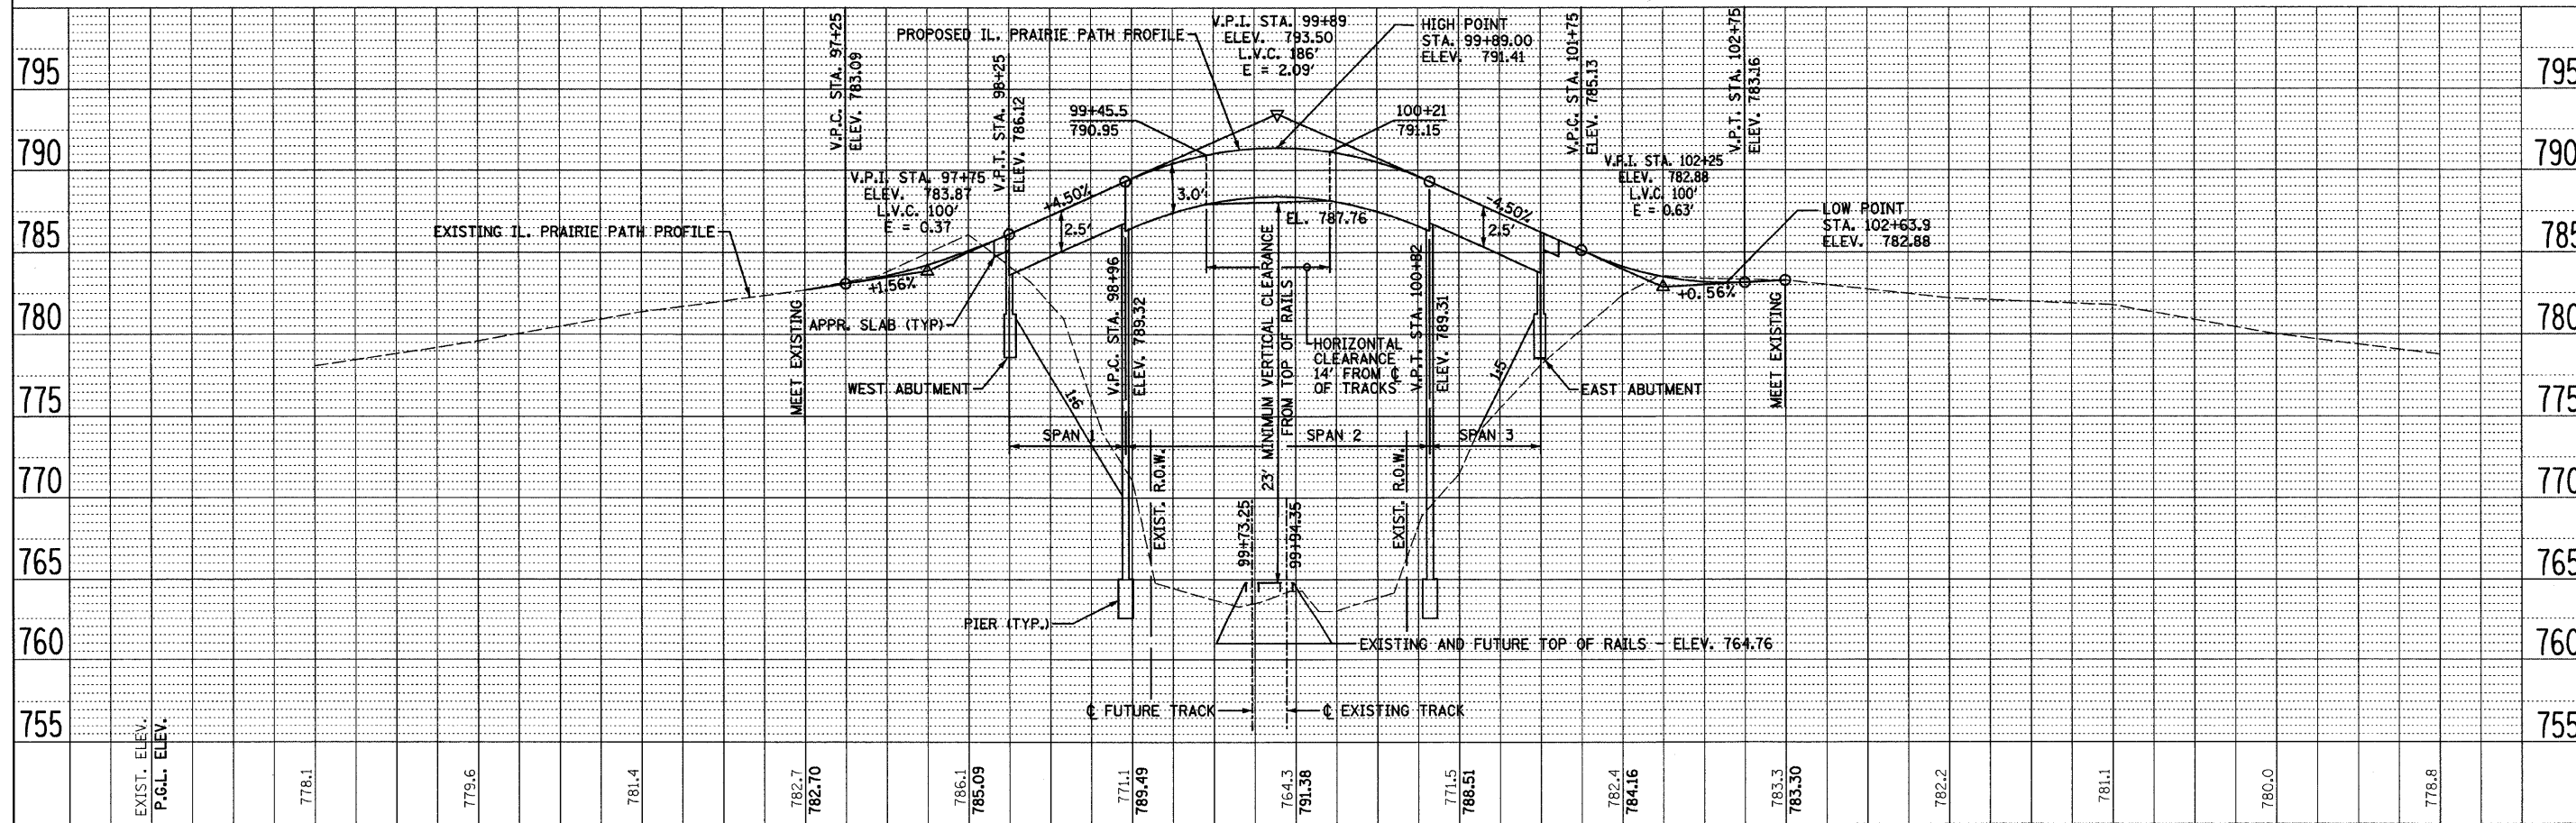 V.P.C. STA. 97+25
ELEV. 783.09
V.P.T. STA. 98+25
ELEV. 786.12
PROPOSED IL. PRAIRIE PATH PROFILE
V.P.I. STA. 99+89
ELEV. 793.50
L.V.C. 186'
E = 2.09'
HIGH POINT
STA. 99+89.00
ELEV. 791.41
V.P.C. STA. 101+75
ELEV. 785.13
V.P.T. STA. 102+75
ELEV. 783.16
795
795
99+45.5
790.95
100+21
791.15
790
790
V.P.I. STA. 97+75
ELEV. 783.87
L.V.C. 100'
E = 0.37
V.P.I. STA. 102+25
ELEV. 782.88
L.V.C. 100'
E = 0.63'
+4.50%
3.0'
-4.50%
EL. 787.76
2.5'
2.5'
LOW POINT
STA. 102+63.9
ELEV. 782.88
785
785
EXISTING IL. PRAIRIE PATH PROFILE
+1.56%
+0.56%
780
780
MEET EXISTING
APPR. SLAB (TYP)
V.P.C. STA. 98+96
ELEV. 789.32
23' MINIMUM VERTICAL CLEARANCE
FROM TOP OF RAILS
HORIZONTAL
CLEARANCE
14' FROM ℄
OF TRACKS
V.P.T. STA. 100+82
ELEV. 789.31
MEET EXISTING
WEST ABUTMENT
EAST ABUTMENT
1:6
1:5
775
775
SPAN 1
SPAN 2
SPAN 3
770
770
EXIST. R.O.W.
EXIST. R.O.W.
99+73.25
99+94.35
765
765
PIER (TYP.)
760
760
EXISTING AND FUTURE TOP OF RAILS - ELEV. 764.76
755
755
℄ FUTURE TRACK
℄ EXISTING TRACK
EXIST. ELEV.
P.G.L. ELEV.
778.1
779.6
781.4
782.7
782.70
786.1
785.09
771.1
789.49
764.3
791.38
771.5
788.51
782.4
784.16
783.3
783.30
782.2
781.1
780.0
778.8